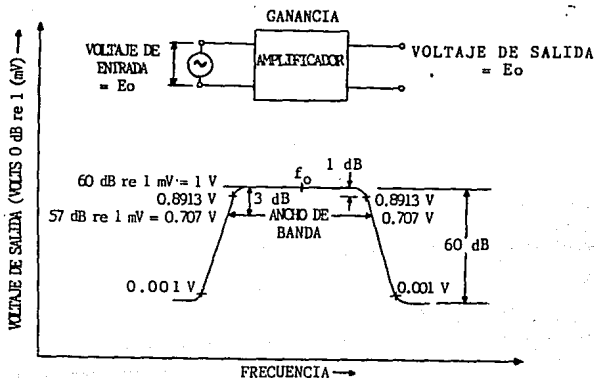 GANANCIA
VOLTAJE DE
ENTRADA
= Eo
AMPLIFICADOR
VOLTAJE DE SALIDA
= Eo
VOLTAJE DE SALIDA (VOLTS 0 dB re 1 (mV)
60 dB re 1 mV = 1 V
fo
1 dB
0.8913 V
3 dB
0.8913 V
57 dB re 1 mV = 0.707 V
ANCHO DE
BANDA
0.707 V
60 dB
0.001 V
0.001 V
FRECUENCIA